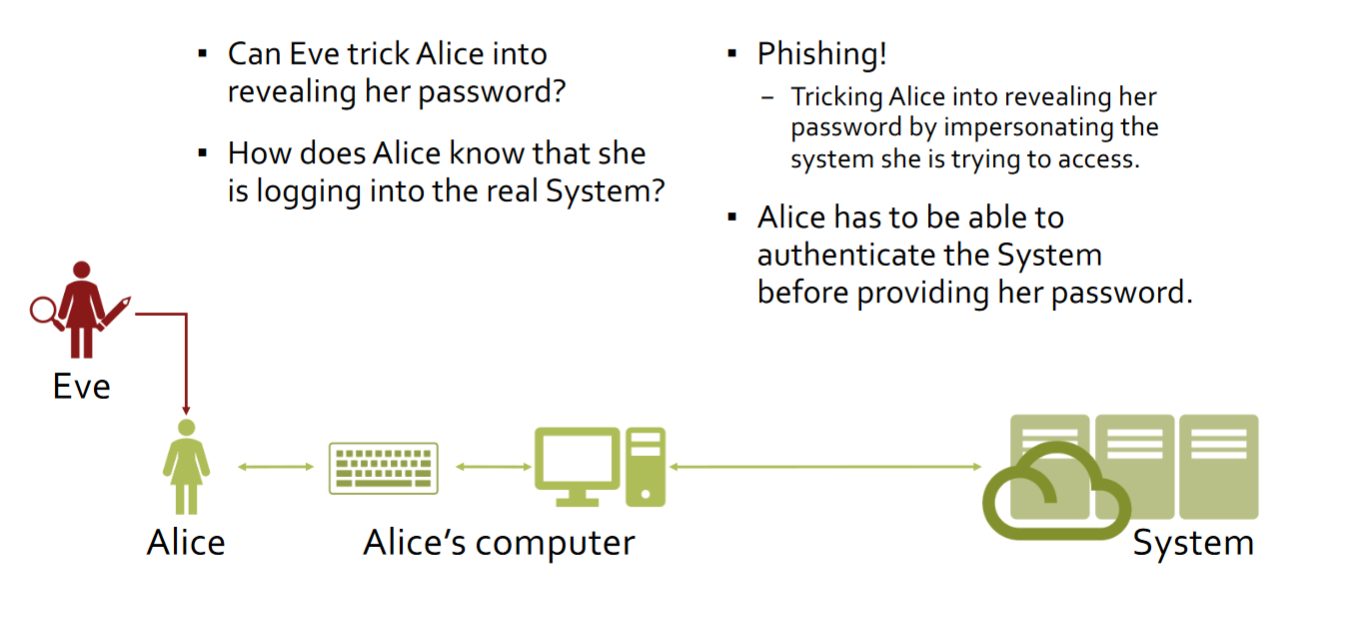 ▪ Can Eve trick Alice into
revealing her password?
▪ How does Alice know that she
is logging into the real System?
▪ Phishing!
– Tricking Alice into revealing her
password by impersonating the
system she is trying to access.
▪ Alice has to be able to
authenticate the System
before providing her password.
Eve
Alice
Alice's computer
System